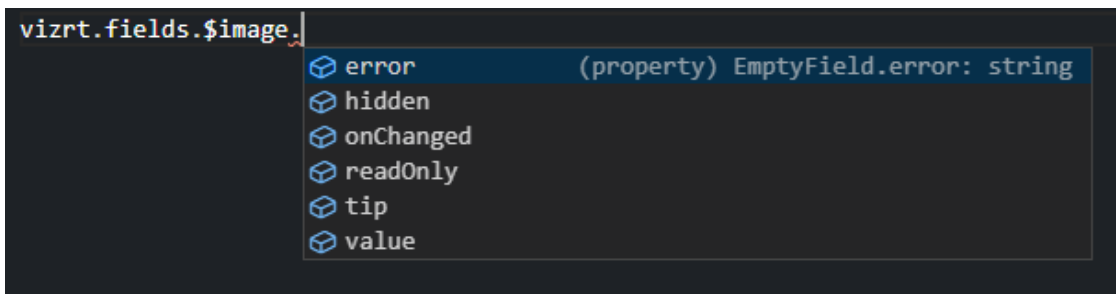 vizrt.fields.$image.
error (property) EmptyField.error: string
hidden
onChanged
readOnly
tip
value